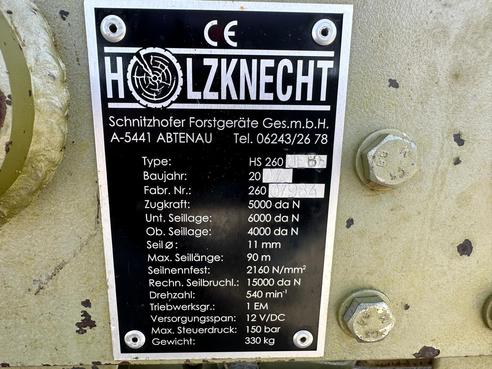 CE
HOLZKNECHT
Schnitzhofer Forstgeräte Ges.m.b.H.
A-5441 ABTENAU Tel. 06243/26 78
Type: HS 260
Baujahr: 20
Fabr. Nr.: 260
Zugkraft: 5000 da N
Unt. Seillage: 6000 da N
Ob. Seillage: 4000 da N
Seil ø: 11 mm
Max. Seillänge: 90 m
Seilnennfest: 2160 N/mm²
Rechn. Seilbruchl.: 15000 da N
Drehzahl: 540 min⁻¹
Triebwerksgr.: 1 EM
Versorgungsspan: 12 V/DC
Max. Steuerdruck: 150 bar
Gewicht: 330 kg